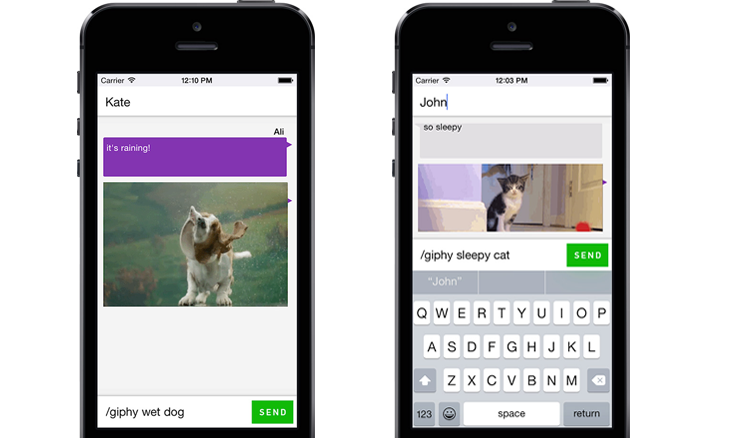 Carrier 12:10 PM
Kate
Ali
it's raining!
/giphy wet dog SEND
Carrier 12:03 PM
John
so sleepy
/giphy sleepy cat SEND
"John"
Q W E R T Y U I O P
A S D F G H J K L
Z X C V B N M
123 space return